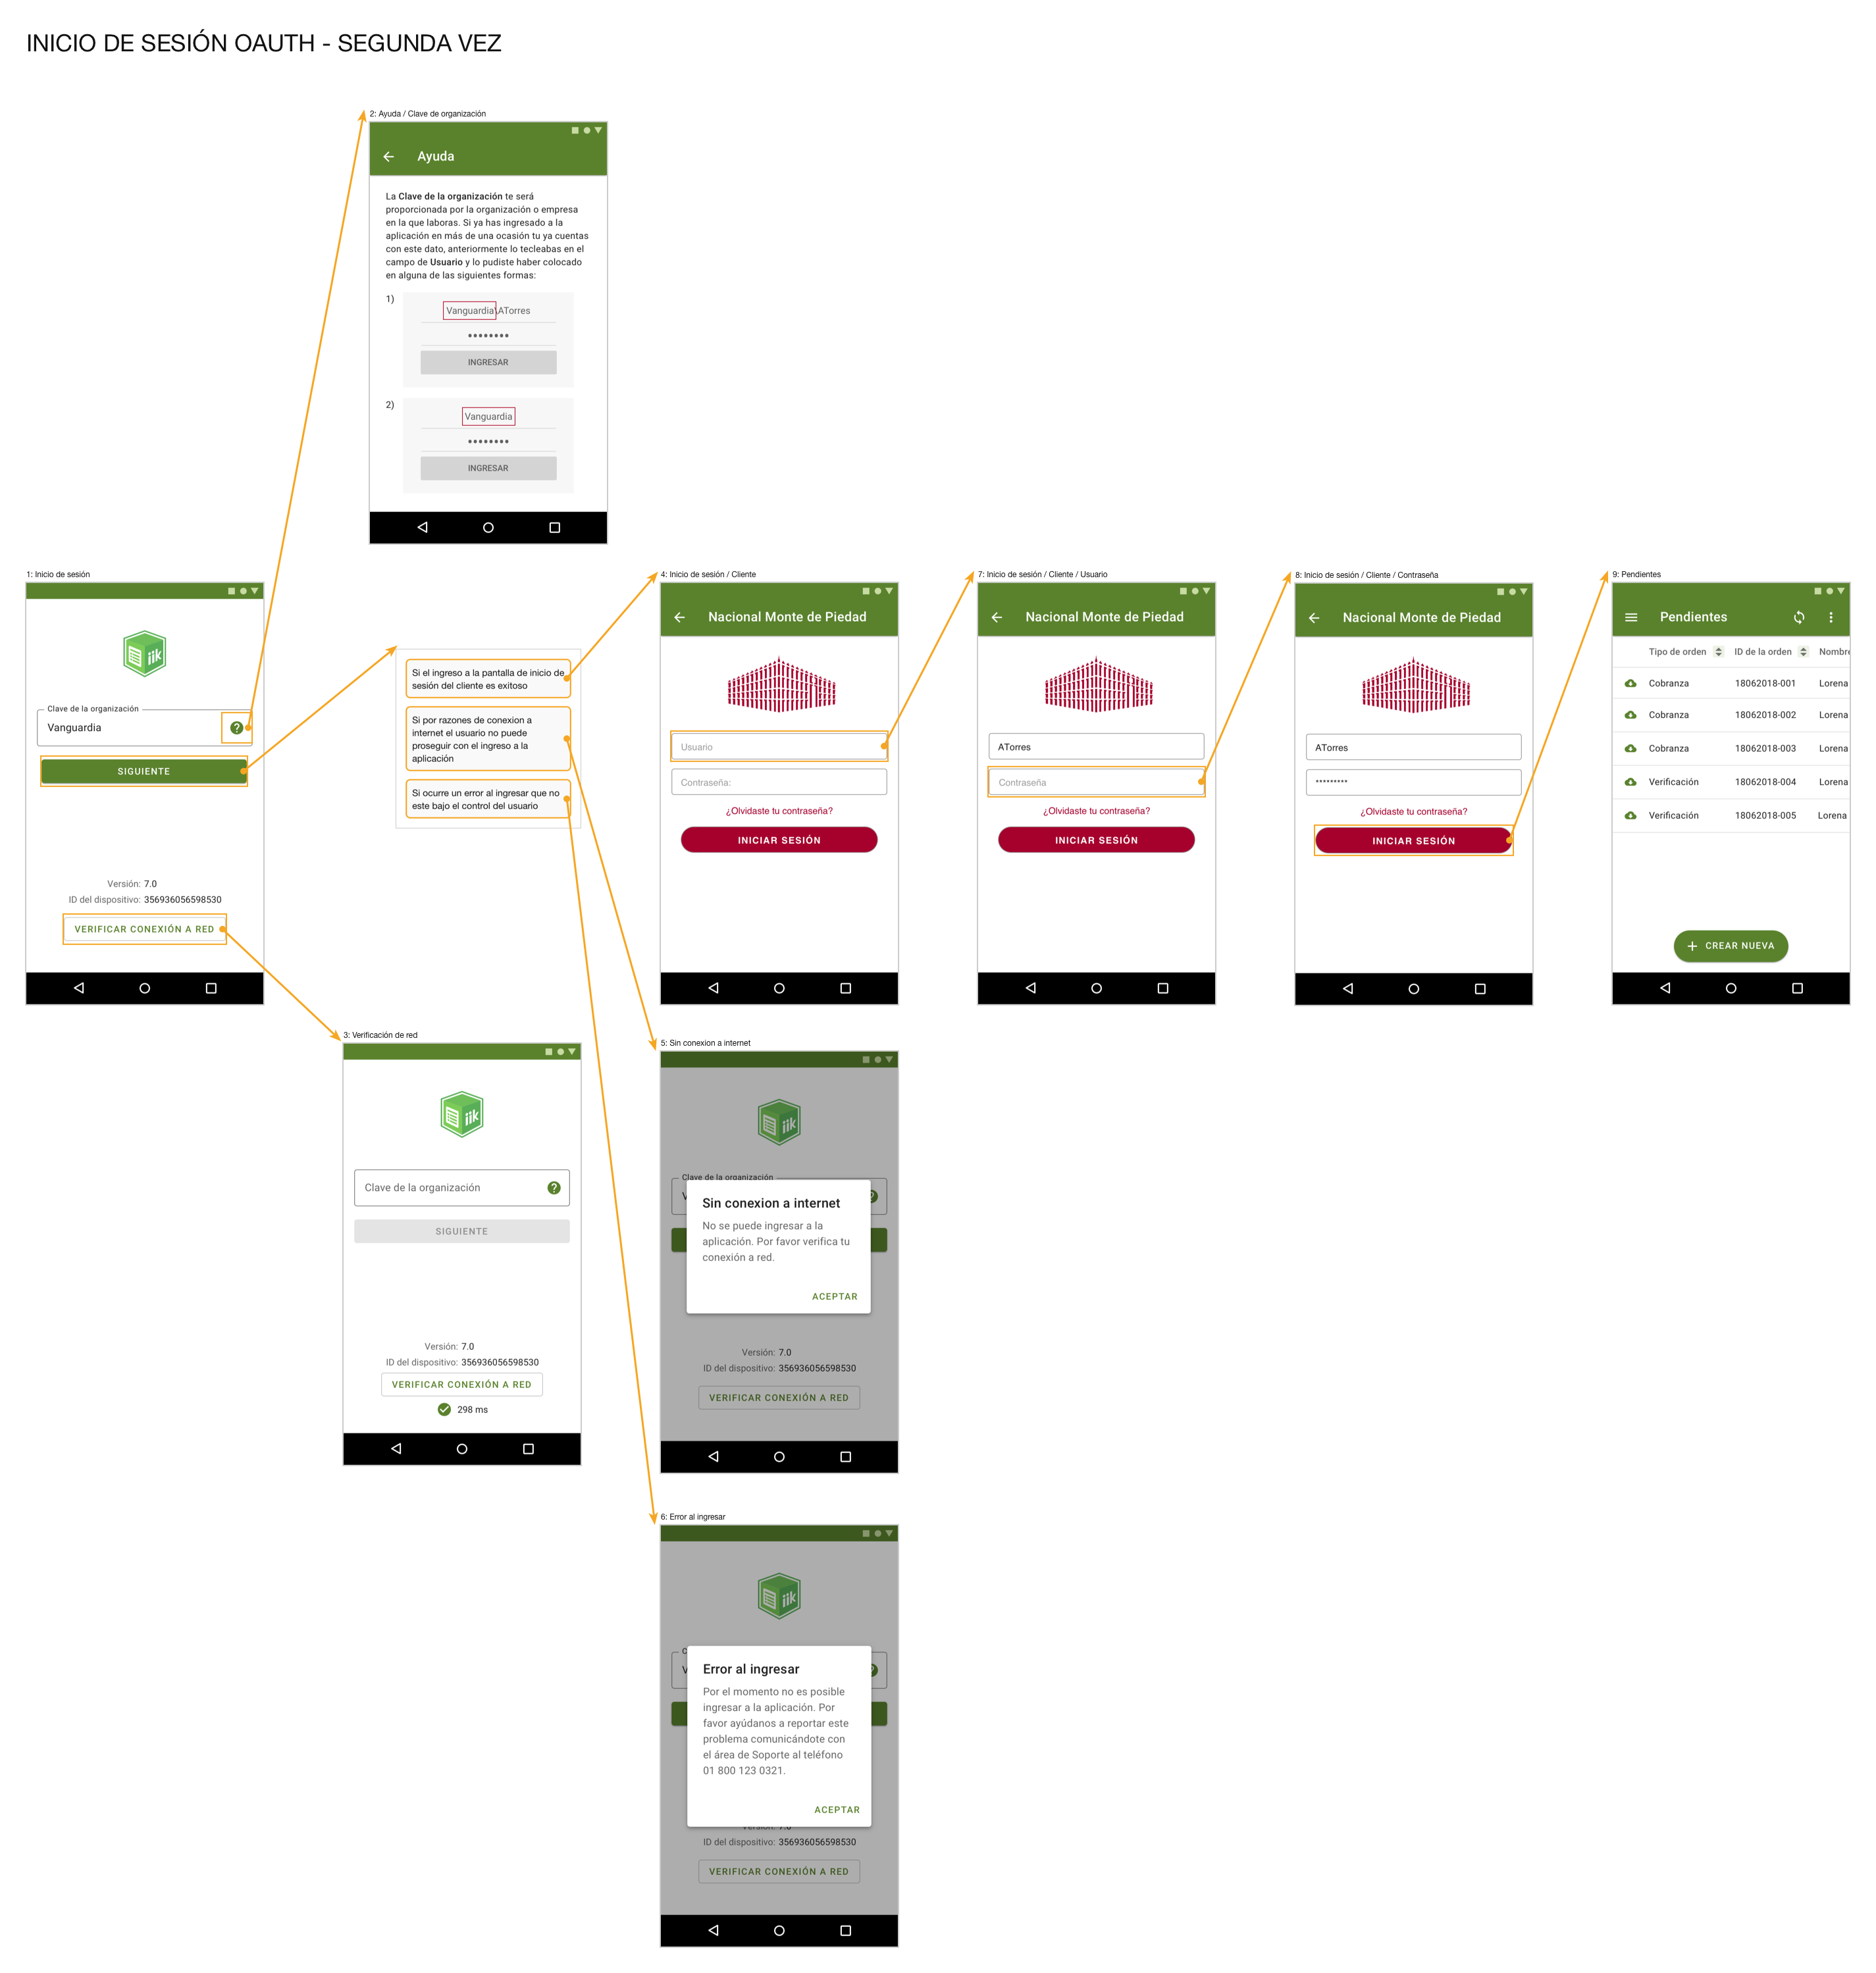 INICIO DE SESIÓN OAUTH - SEGUNDA VEZ
2: Ayuda / Clave de organización
Ayuda
La Clave de la organización te será
proporcionada por la organización o empresa
en la que laboras. Si ya has ingresado a la
aplicación en más de una ocasión tu ya cuentas
con este dato, anteriormente lo tecleabas en el
campo de Usuario y lo pudiste haber colocado
en alguna de las siguientes formas:
1)
Vanguardia\ATorres
••••••••
INGRESAR
2)
Vanguardia
••••••••
INGRESAR
1: Inicio de sesión
iik
Clave de la organización
Vanguardia
?
SIGUIENTE
Versión: 7.0
ID del dispositivo: 356936056598530
VERIFICAR CONEXIÓN A RED
Si el ingreso a la pantalla de inicio de
sesión del cliente es exitoso
Si por razones de conexion a
internet el usuario no puede
proseguir con el ingreso a la
aplicación
Si ocurre un error al ingresar que no
este bajo el control del usuario
4: Inicio de sesión / Cliente
Nacional Monte de Piedad
Usuario
Contraseña:
¿Olvidaste tu contraseña?
INICIAR SESIÓN
7: Inicio de sesión / Cliente / Usuario
Nacional Monte de Piedad
ATorres
Contraseña
¿Olvidaste tu contraseña?
INICIAR SESIÓN
8: Inicio de sesión / Cliente / Contraseña
Nacional Monte de Piedad
ATorres
*********
¿Olvidaste tu contraseña?
INICIAR SESIÓN
9: Pendientes
Pendientes
Tipo de orden ID de la orden Nombre
Cobranza 18062018-001 Lorena
Cobranza 18062018-002 Lorena
Cobranza 18062018-003 Lorena
Verificación 18062018-004 Lorena
Verificación 18062018-005 Lorena
+ CREAR NUEVA
3: Verificación de red
iik
Clave de la organización
?
SIGUIENTE
Versión: 7.0
ID del dispositivo: 356936056598530
VERIFICAR CONEXIÓN A RED
298 ms
5: Sin conexion a internet
iik
Clave de la organización
V
?
Sin conexion a internet
No se puede ingresar a la
aplicación. Por favor verifica tu
conexión a red.
ACEPTAR
Versión: 7.0
ID del dispositivo: 356936056598530
VERIFICAR CONEXIÓN A RED
6: Error al ingresar
iik
C
V
?
Error al ingresar
Por el momento no es posible
ingresar a la aplicación. Por
favor ayúdanos a reportar este
problema comunicándote con
el área de Soporte al teléfono
01 800 123 0321.
ACEPTAR
Versión: 7.0
ID del dispositivo: 356936056598530
VERIFICAR CONEXIÓN A RED